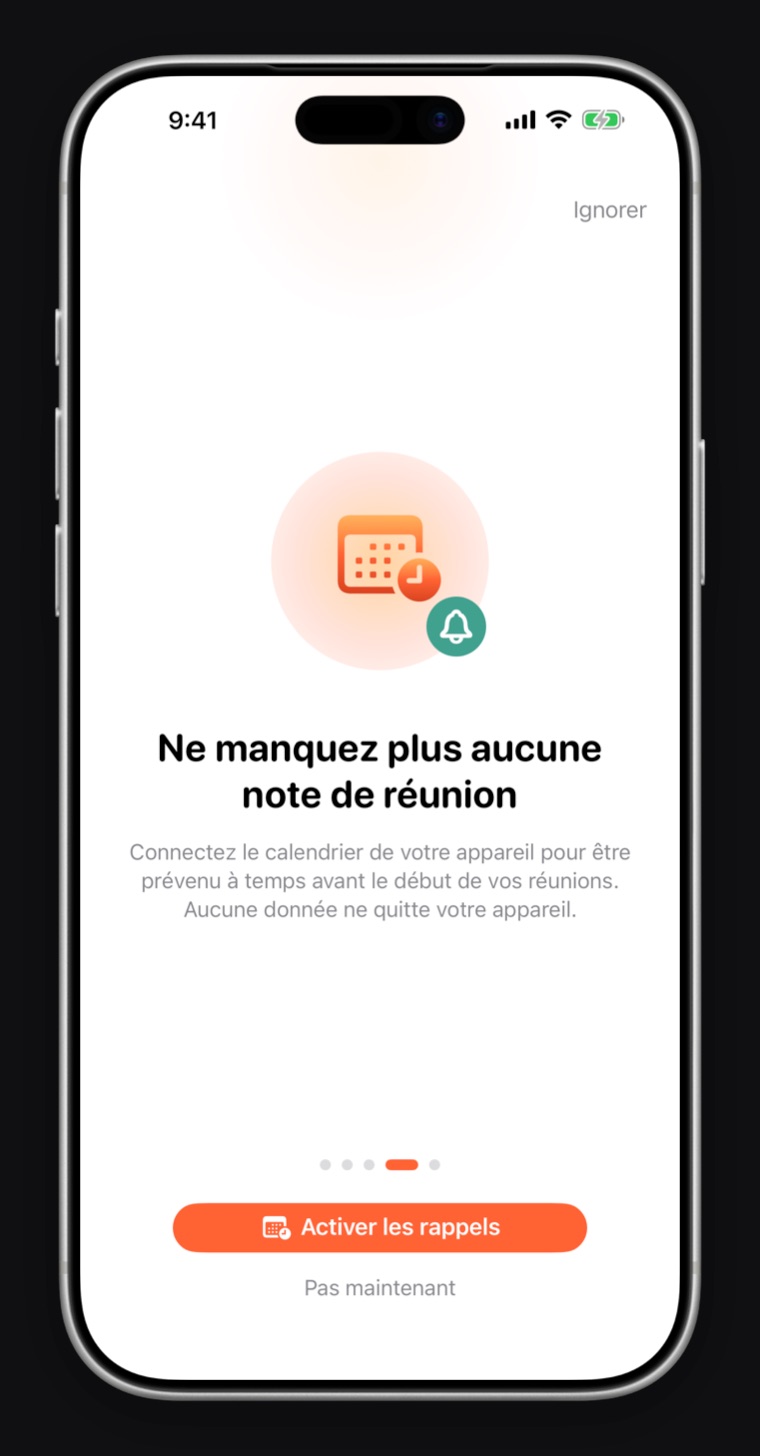 9:41
Ignorer
Ne manquez plus aucune
note de réunion
Connectez le calendrier de votre appareil pour être
prévenu à temps avant le début de vos réunions.
Aucune donnée ne quitte votre appareil.
Activer les rappels
Pas maintenant